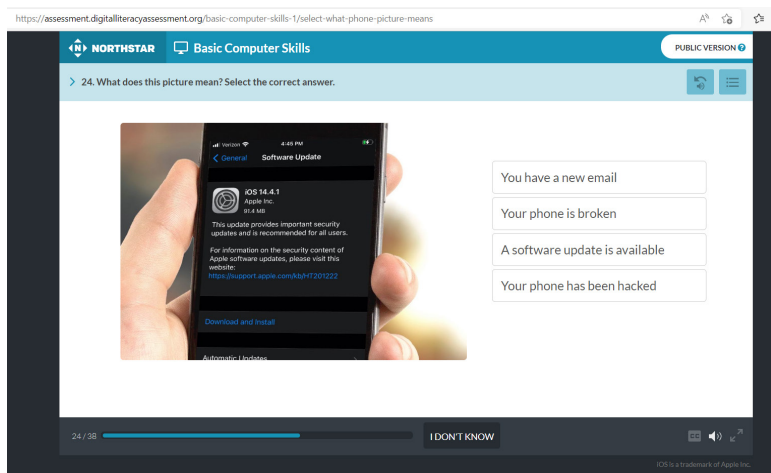 https://assessment.digitalliteracyassessment.org/basic-computer-skills-1/select-what-phone-picture-means
NORTHSTAR
Basic Computer Skills
PUBLIC VERSION ?
> 24. What does this picture mean? Select the correct answer.
Verizon 4:45 PM
< General Software Update
iOS 14.4.1
Apple Inc.
91.4 MB
This update provides important security
updates and is recommended for all users.
For information on the security content of
Apple software updates, please visit this
website:
https://support.apple.com/kb/HT201222
Download and Install
Automatic Updates
You have a new email
Your phone is broken
A software update is available
Your phone has been hacked
24/38
I DON'T KNOW
CC
IOS is a trademark of Apple Inc.